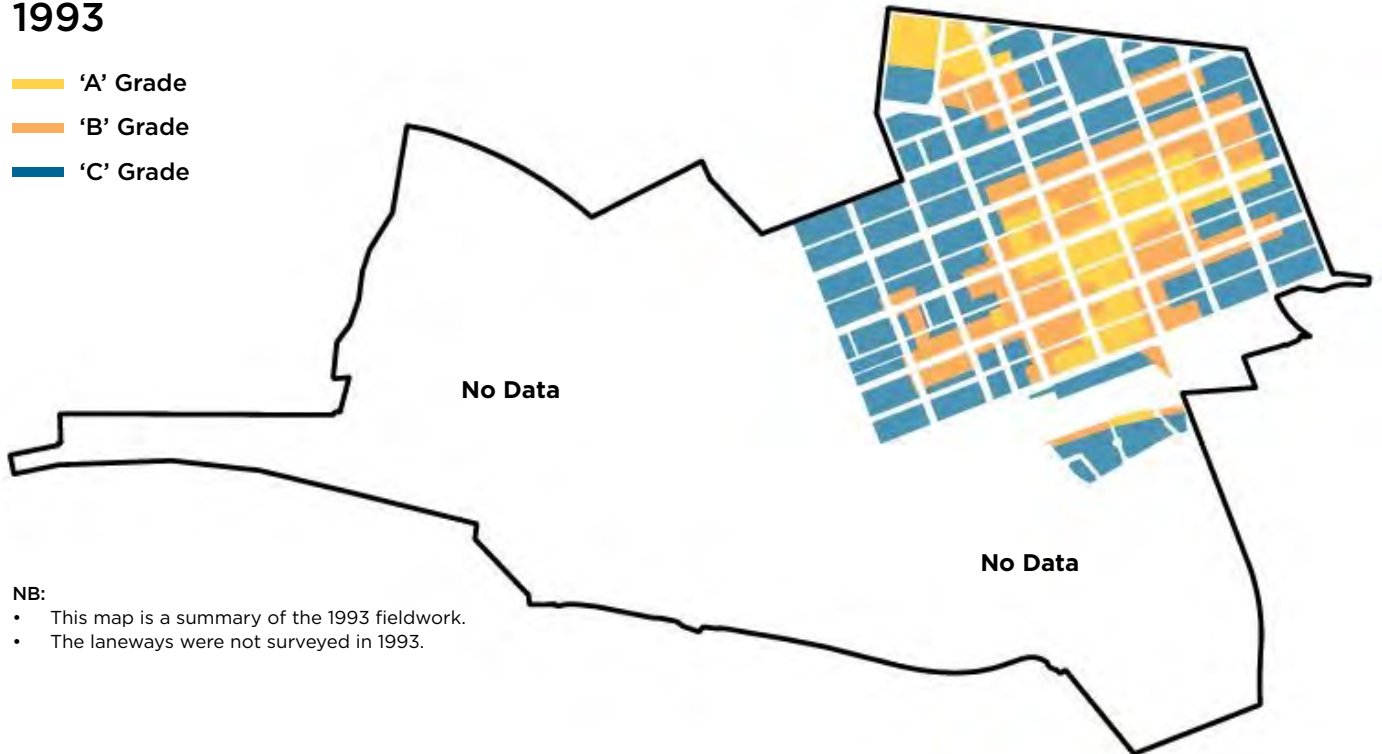 1993
‘A’ Grade
‘B’ Grade
‘C’ Grade
No Data
No Data
NB:
• This map is a summary of the 1993 fieldwork.
• The laneways were not surveyed in 1993.